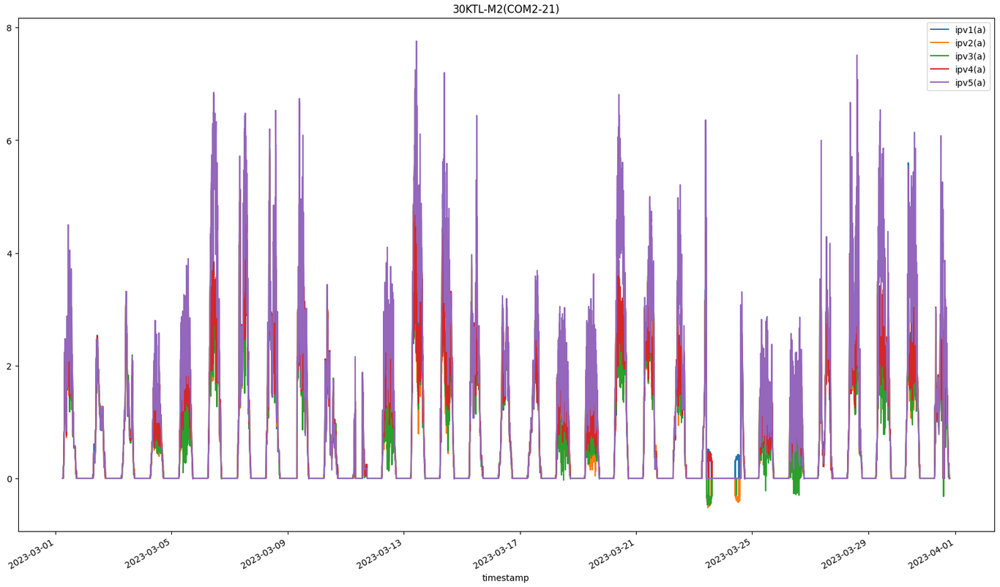 30KTL-M2(COM2-21)
8
6
4
2
0
ipv1(a)
ipv2(a)
ipv3(a)
ipv4(a)
ipv5(a)
2023-03-01
2023-03-05
2023-03-09
2023-03-13
2023-03-17
2023-03-21
2023-03-25
2023-03-29
2023-04-01
timestamp